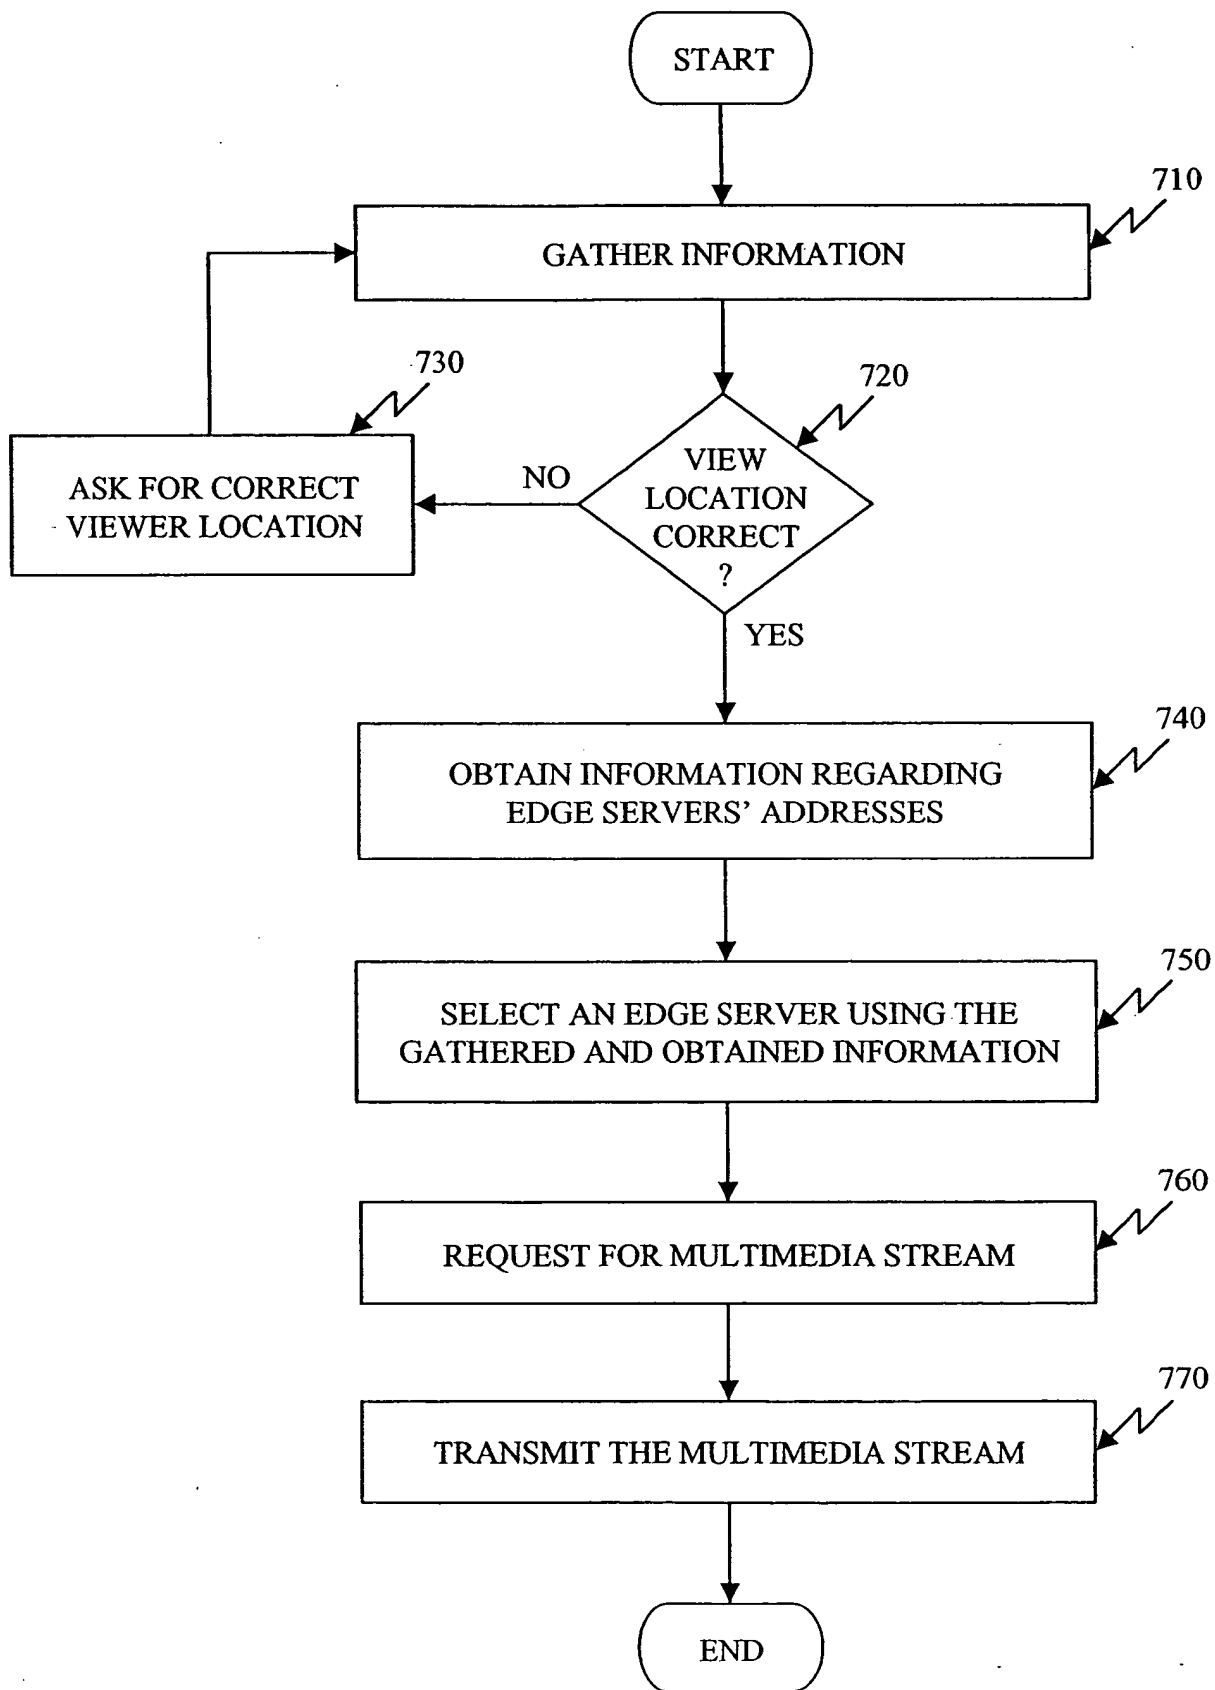 START
710
GATHER INFORMATION
730
720
ASK FOR CORRECT
VIEWER LOCATION
NO
VIEW
LOCATION
CORRECT
?
YES
740
OBTAIN INFORMATION REGARDING
EDGE SERVERS’ ADDRESSES
750
SELECT AN EDGE SERVER USING THE
GATHERED AND OBTAINED INFORMATION
760
REQUEST FOR MULTIMEDIA STREAM
770
TRANSMIT THE MULTIMEDIA STREAM
END